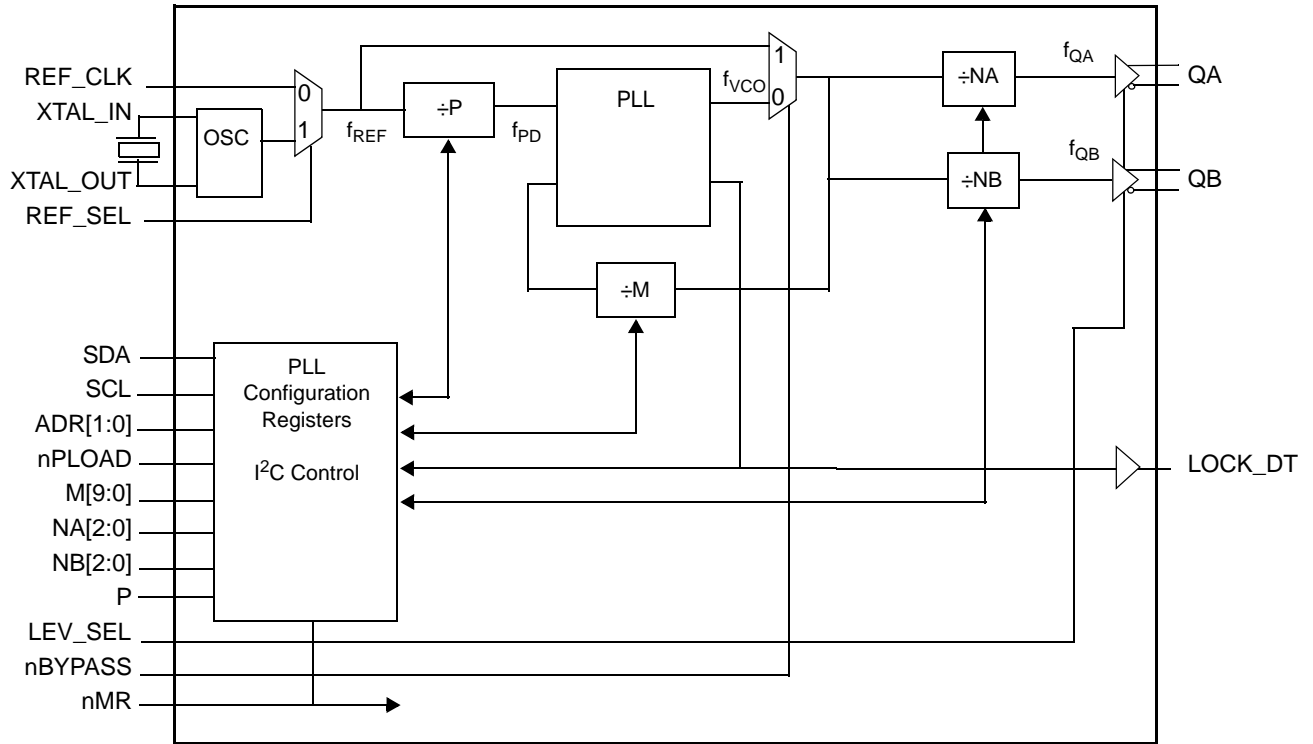 REF_CLK
XTAL_IN
XTAL_OUT
REF_SEL
OSC
0
1
fREF
÷P
fPD
PLL
fVCO
1
0
÷NA
fQA
QA
÷NB
fQB
QB
÷M
SDA
SCL
ADR[1:0]
nPLOAD
M[9:0]
NA[2:0]
NB[2:0]
P
LEV_SEL
nBYPASS
nMR
PLL
Configuration
Registers
I²C Control
LOCK_DT